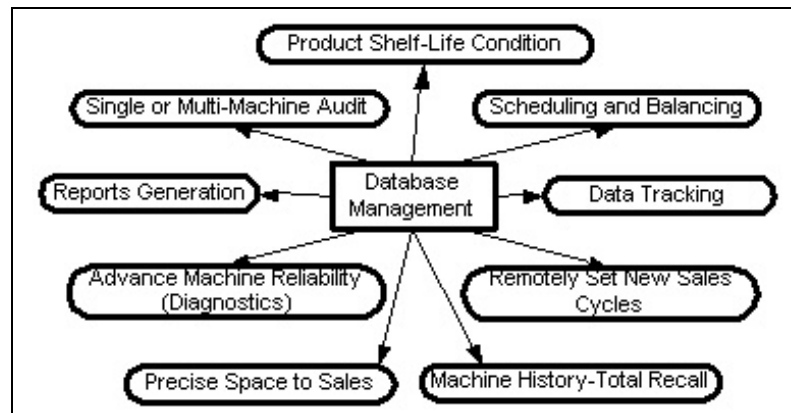 Product Shelf-Life Condition
Single or Multi-Machine Audit
Scheduling and Balancing
Reports Generation
Database
Management
Data Tracking
Advance Machine Reliability
(Diagnostics)
Remotely Set New Sales
Cycles
Precise Space to Sales
Machine History-Total Recall